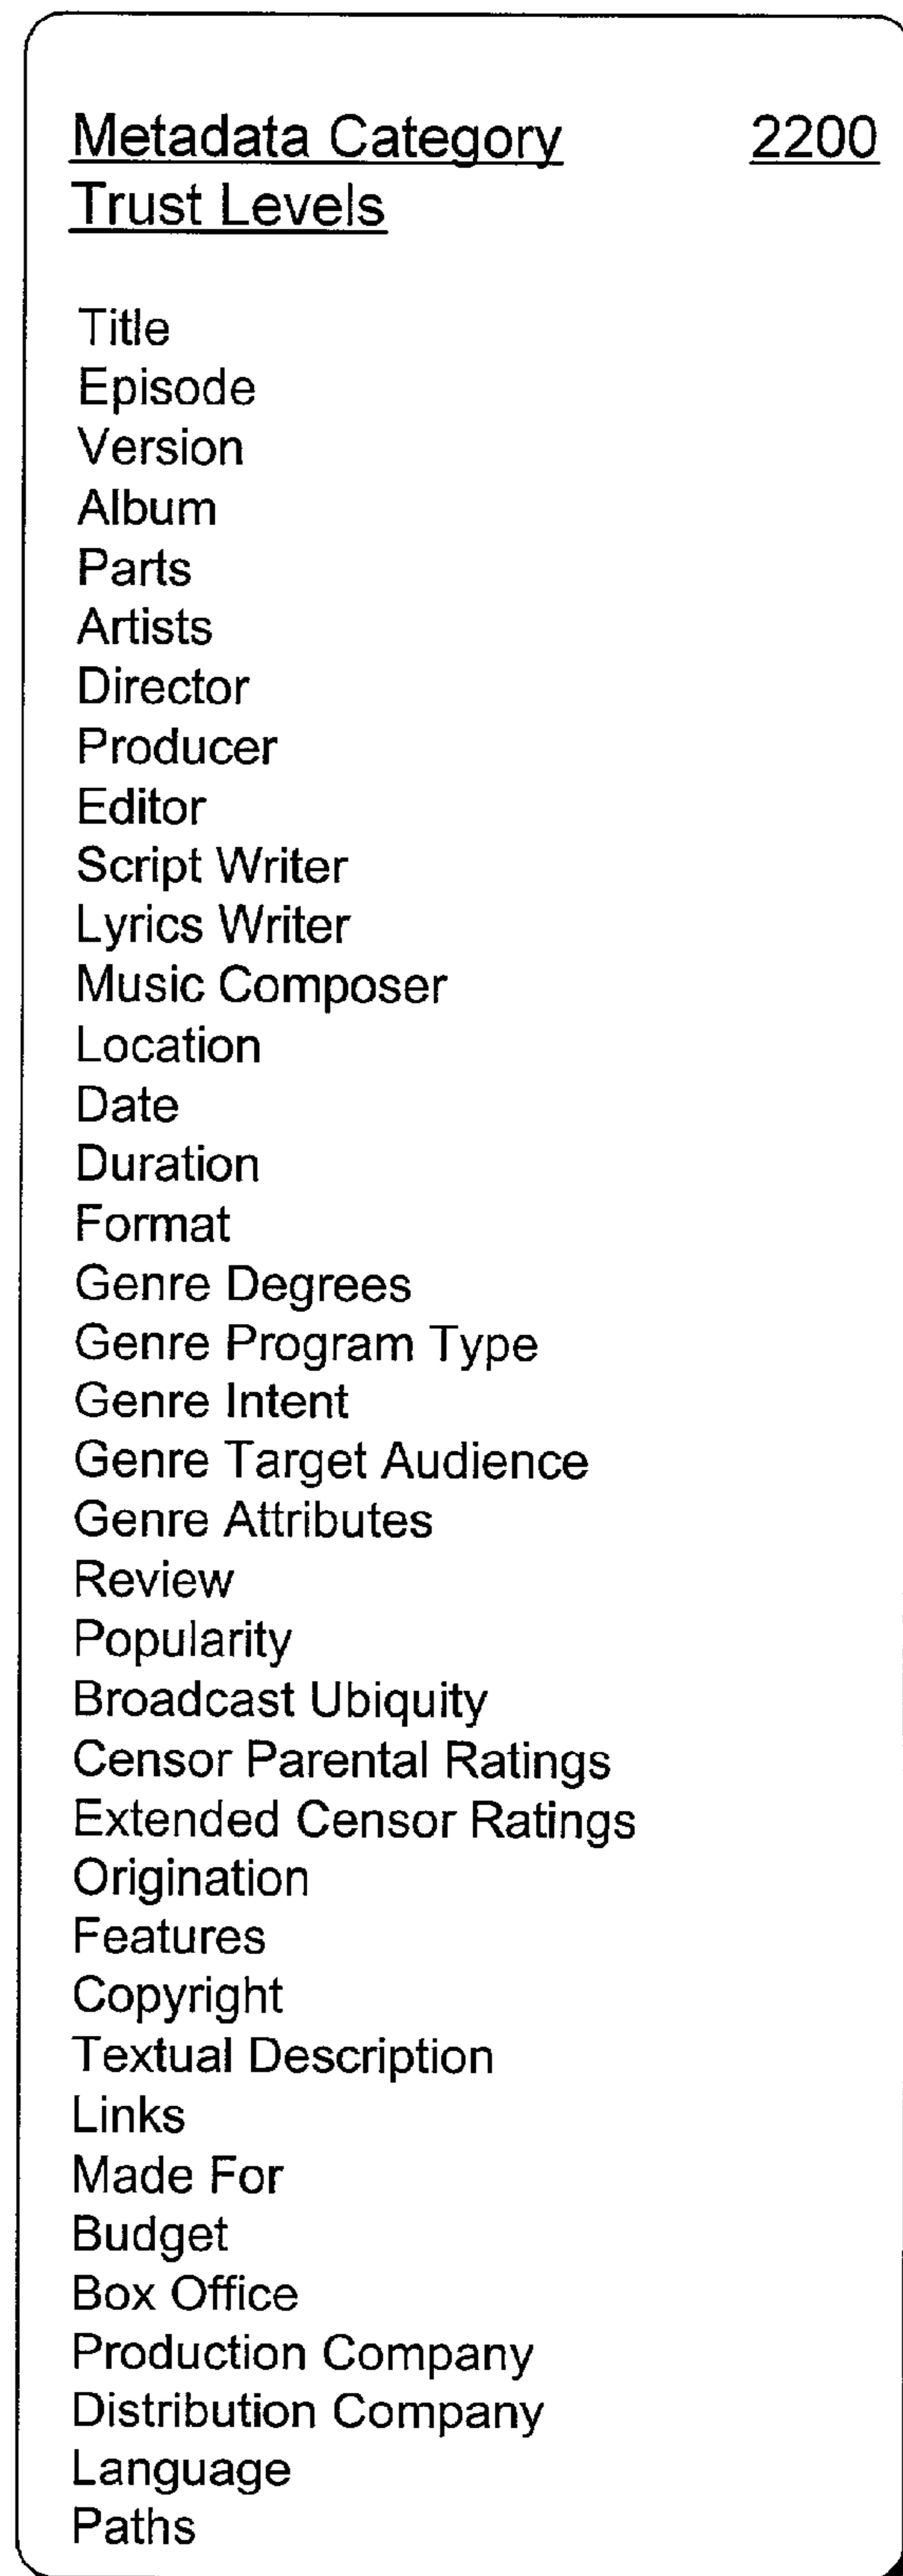 Metadata Category 2200
Trust Levels
Title
Episode
Version
Album
Parts
Artists
Director
Producer
Editor
Script Writer
Lyrics Writer
Music Composer
Location
Date
Duration
Format
Genre Degrees
Genre Program Type
Genre Intent
Genre Target Audience
Genre Attributes
Review
Popularity
Broadcast Ubiquity
Censor Parental Ratings
Extended Censor Ratings
Origination
Features
Copyright
Textual Description
Links
Made For
Budget
Box Office
Production Company
Distribution Company
Language
Paths